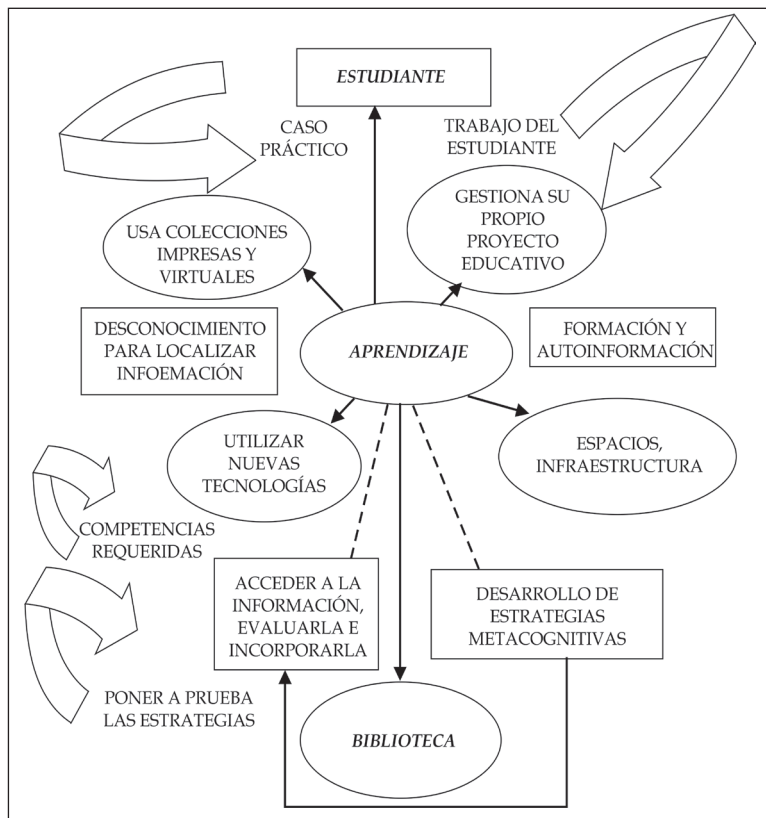 ESTUDIANTE
CASO
PRÁCTICO
TRABAJO DEL
ESTUDIANTE
USA COLECCIONES
IMPRESAS Y
VIRTUALES
GESTIONA SU
PROPIO
PROYECTO
EDUCATIVO
DESCONOCIMIENTO
PARA LOCALIZAR
INFOEMACIÓN
APRENDIZAJE
FORMACIÓN Y
AUTOINFORMACIÓN
UTILIZAR
NUEVAS
TECNOLOGÍAS
ESPACIOS,
INFRAESTRUCTURA
COMPETENCIAS
REQUERIDAS
ACCEDER A LA
INFORMACIÓN,
EVALUARLA E
INCORPORARLA
DESARROLLO DE
ESTRATEGIAS
METACOGNITIVAS
PONER A PRUEBA
LAS ESTRATEGIAS
BIBLIOTECA